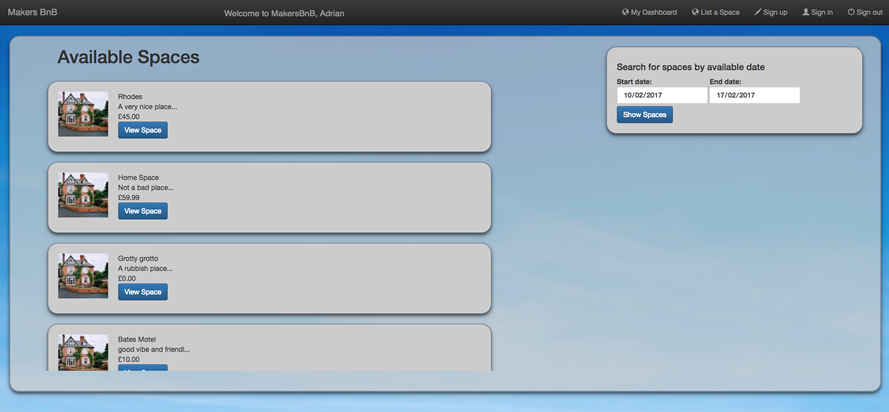 Makers BnB
Welcome to MakersBnB, Adrian
My Dashboard
List a Space
Sign up
Sign in
Sign out
Available Spaces
Rhodes
A very nice place...
£45.00
View Space
Home Space
Not a bad place...
£59.99
View Space
Grotty grotto
A rubbish place...
£0.00
View Space
Bates Motel
good vibe and friendl...
£10.00
Search for spaces by available date
Start date: End date:
10/02/2017 17/02/2017
Show Spaces